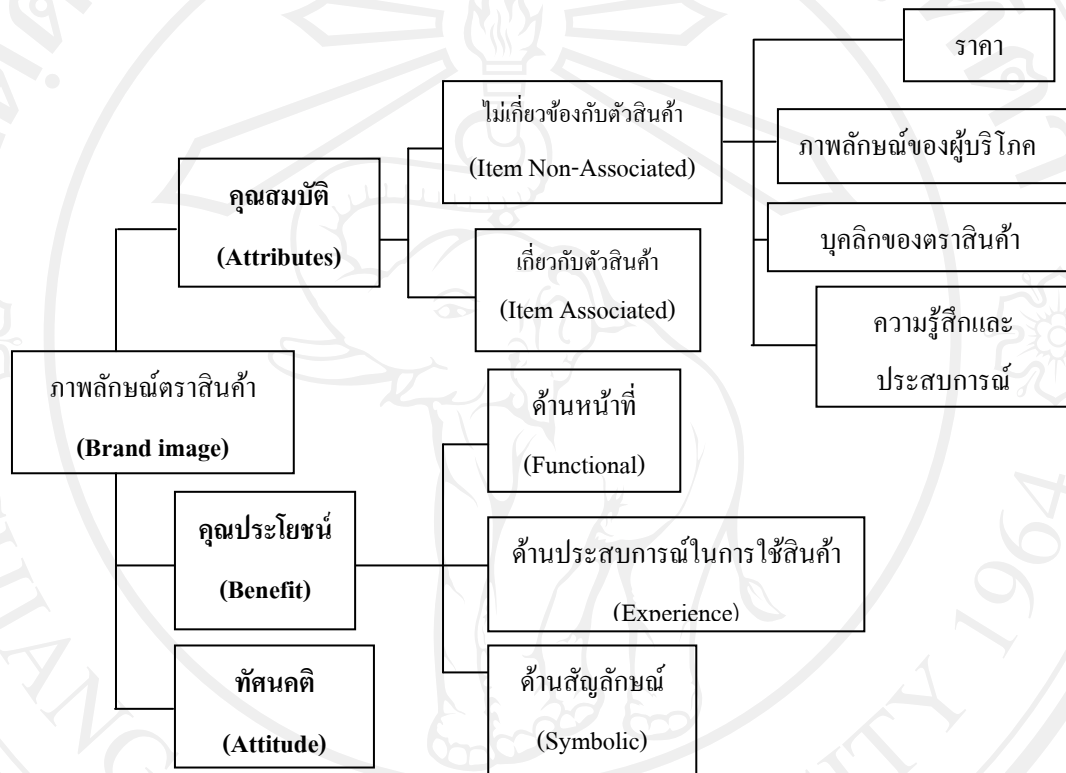 ราคา
ไม่เกี่ยวข้องกับตัวสินค้า
(Item Non-Associated)
ภาพลักษณ์ของผู้บริโภค
คุณสมบัติ
(Attributes)
บุคลิกของตราสินค้า
เกี่ยวกับตัวสินค้า
(Item Associated)
ความรู้สึกและ
ประสบการณ์
ภาพลักษณ์ตราสินค้า
(Brand image)
ด้านหน้าที่
(Functional)
คุณประโยชน์
(Benefit)
ด้านประสบการณ์ในการใช้สินค้า
(Experience)
ทัศนคติ
(Attitude)
ด้านสัญลักษณ์
(Symbolic)
1964